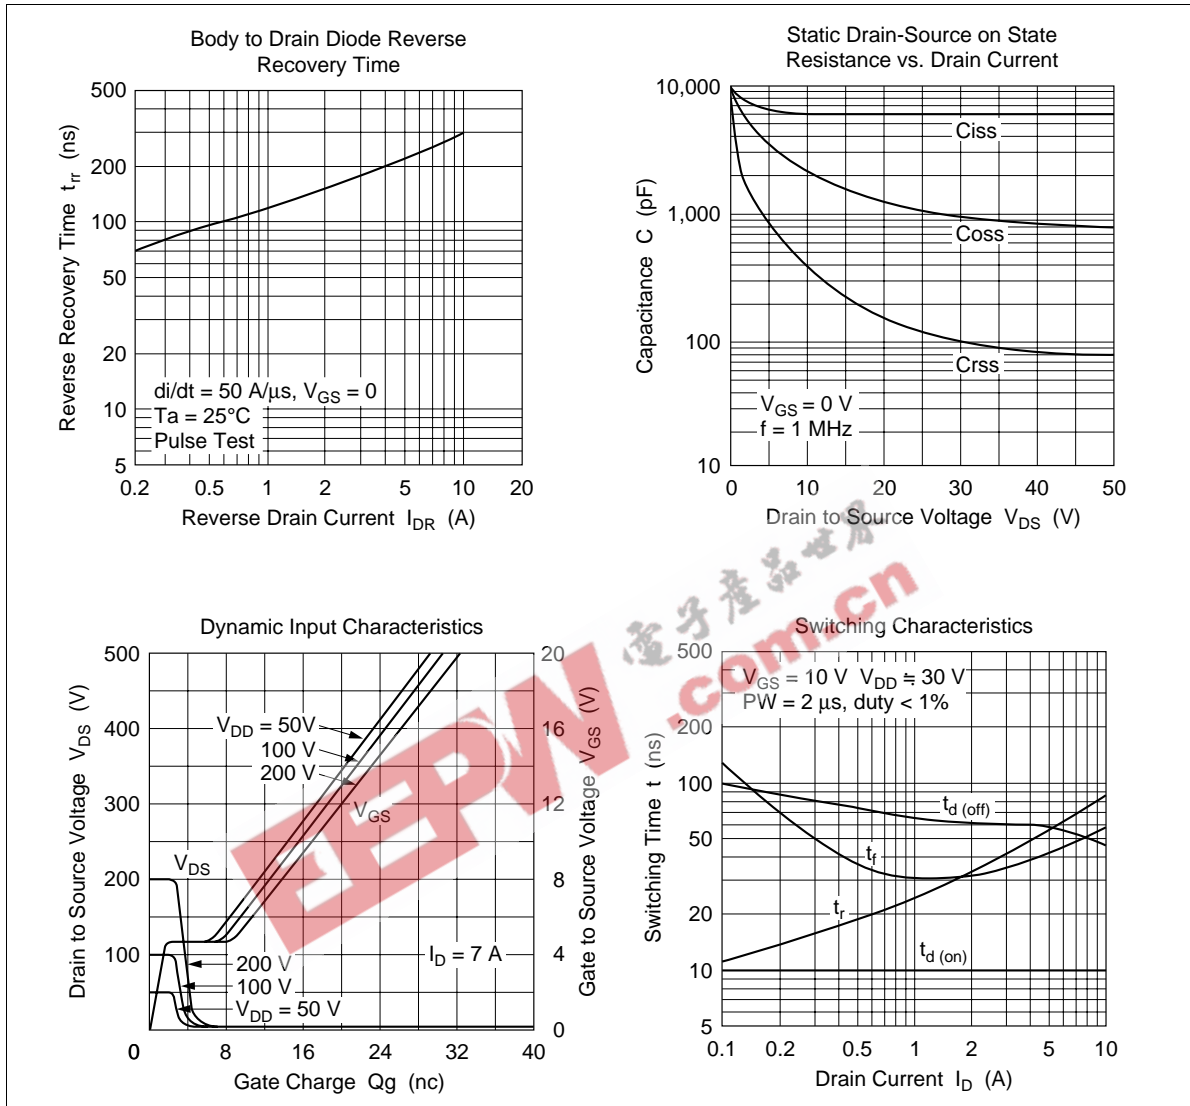 Body to Drain Diode Reverse
Recovery Time
500
200
100
50
20
10
5
Reverse Recovery Time trr (ns)
di/dt = 50 A/μs, VGS = 0
Ta = 25°C
Pulse Test
0.2 0.5 1 2 5 10 20
Reverse Drain Current IDR (A)
Static Drain-Source on State
Resistance vs. Drain Current
10,000
1,000
100
10
Capacitance C (pF)
Ciss
Coss
Crss
VGS = 0 V
f = 1 MHz
0 10 20 30 40 50
Drain to Source Voltage VDS (V)
Dynamic Input Characteristics
500
400
300
200
100
0
Drain to Source Voltage VDS (V)
VDD = 50V
100 V
200 V
VGS
VDS
200 V
100 V
VDD = 50 V
ID = 7 A
20
16
12
8
4
0
Gate to Source Voltage VGS (V)
8 16 24 32 40
Gate Charge Qg (nc)
Switching Characteristics
500
200
100
50
20
10
5
Switching Time t (ns)
VGS = 10 V VDD ≒ 30 V
PW = 2 μs, duty < 1%
td (off)
tf
tr
td (on)
0.1 0.2 0.5 1 2 5 10
Drain Current ID (A)
EEPW
電子產品世界
.com.cn